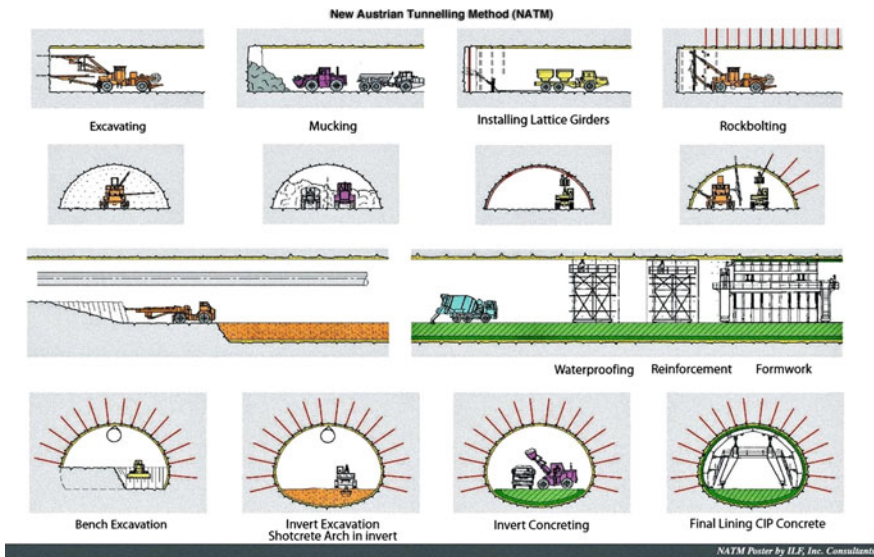 New Austrian Tunnelling Method (NATM)
Excavating
Mucking
Installing Lattice Girders
Rockbolting
Waterproofing
Reinforcement
Formwork
Bench Excavation
Invert Excavation
Shotcrete Arch in invert
Invert Concreting
Final Lining CIP Concrete
NATM Poster by ILF, Inc. Consultants